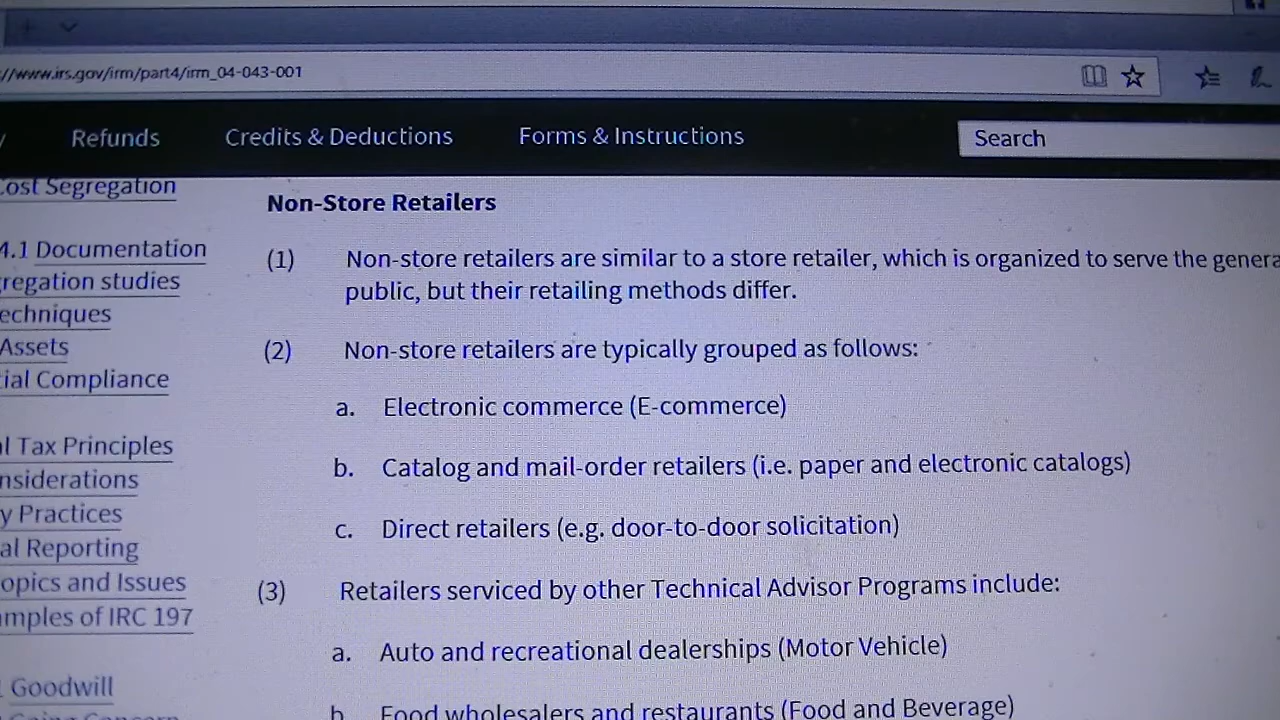 //www.irs.gov/irm/part4/irm_04-043-001
Refunds
Credits & Deductions
Forms & Instructions
Search
Cost Segregation
4.1 Documentation
regation studies
echniques
Assets
ial Compliance
l Tax Principles
nsiderations
y Practices
al Reporting
opics and Issues
amples of IRC 197
Goodwill
Non-Store Retailers
(1) Non-store retailers are similar to a store retailer, which is organized to serve the genera
public, but their retailing methods differ.
(2) Non-store retailers are typically grouped as follows:
a. Electronic commerce (E-commerce)
b. Catalog and mail-order retailers (i.e. paper and electronic catalogs)
c. Direct retailers (e.g. door-to-door solicitation)
(3) Retailers serviced by other Technical Advisor Programs include:
a. Auto and recreational dealerships (Motor Vehicle)
b. Food wholesalers and restaurants (Food and Beverage)